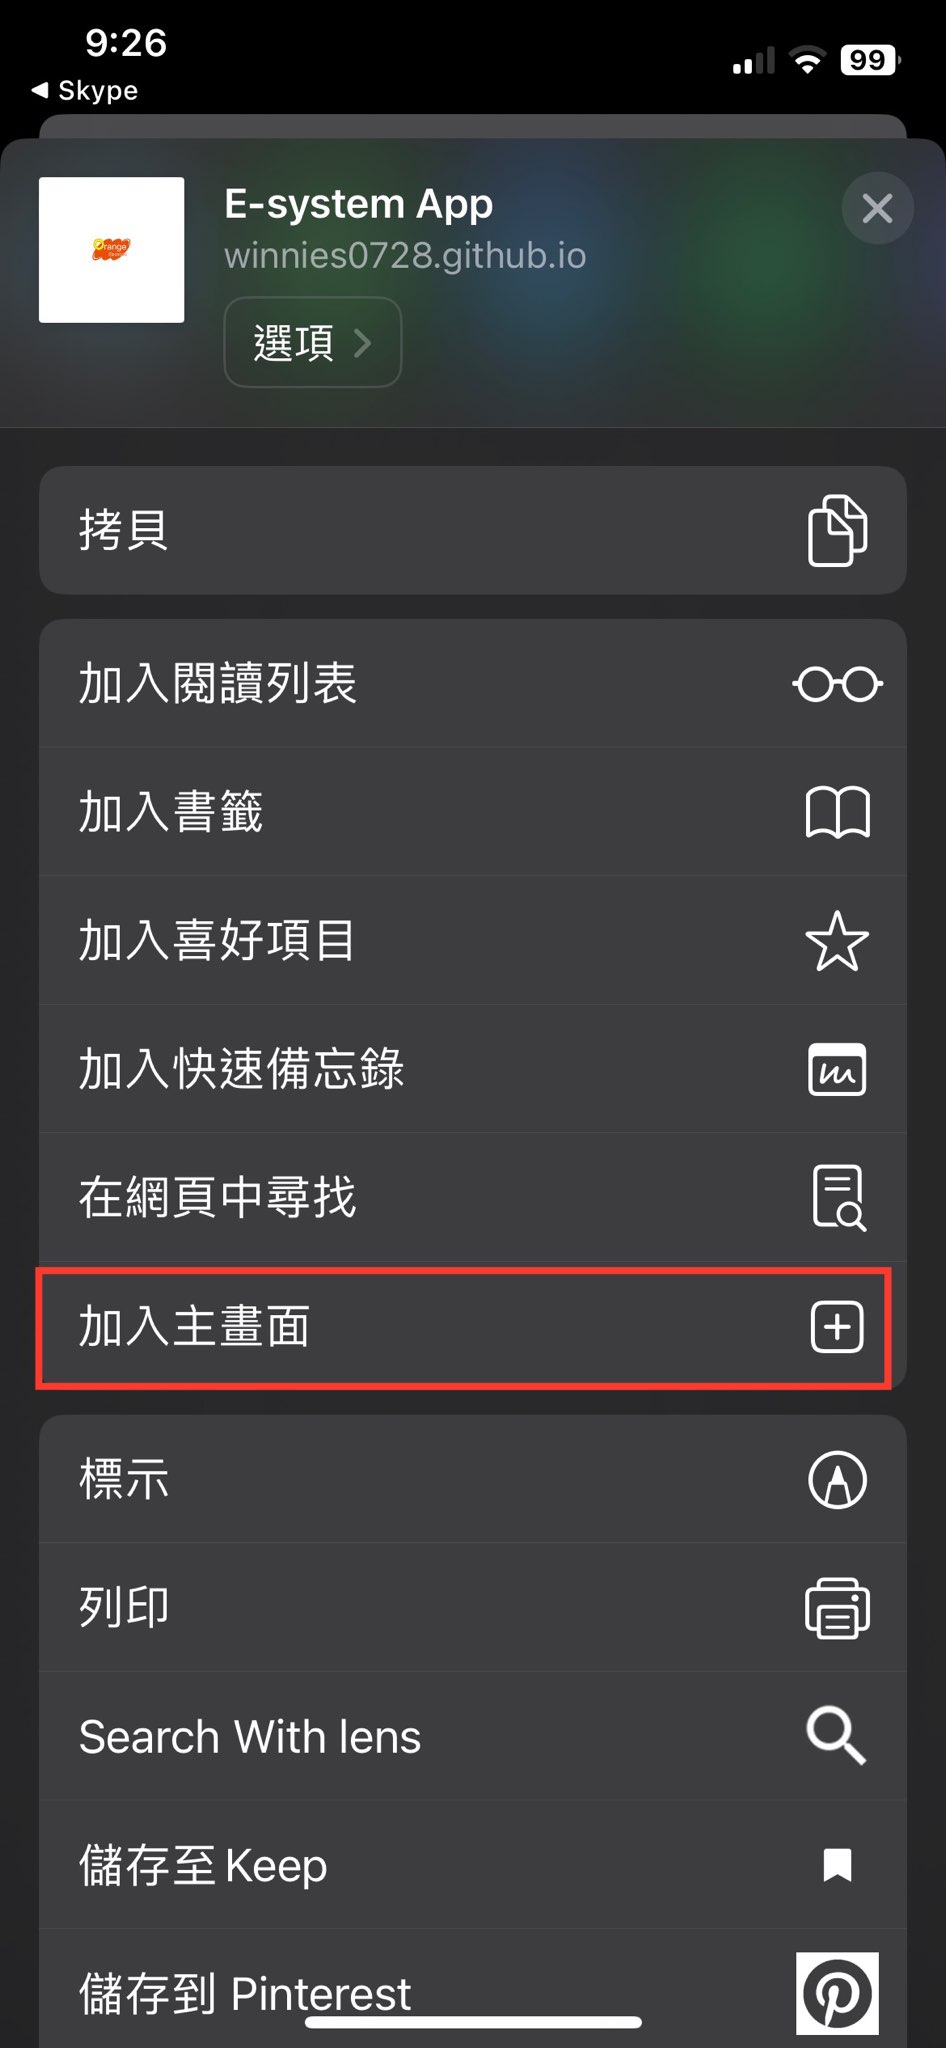 9:26
99
Skype
E-system App
winnies0728.github.io
Orange
選項
拷貝
加入閱讀列表
加入書籤
加入喜好項目
加入快速備忘錄
在網頁中尋找
加入主畫面
標示
列印
Search With lens
儲存至 Keep
儲存到 Pinterest